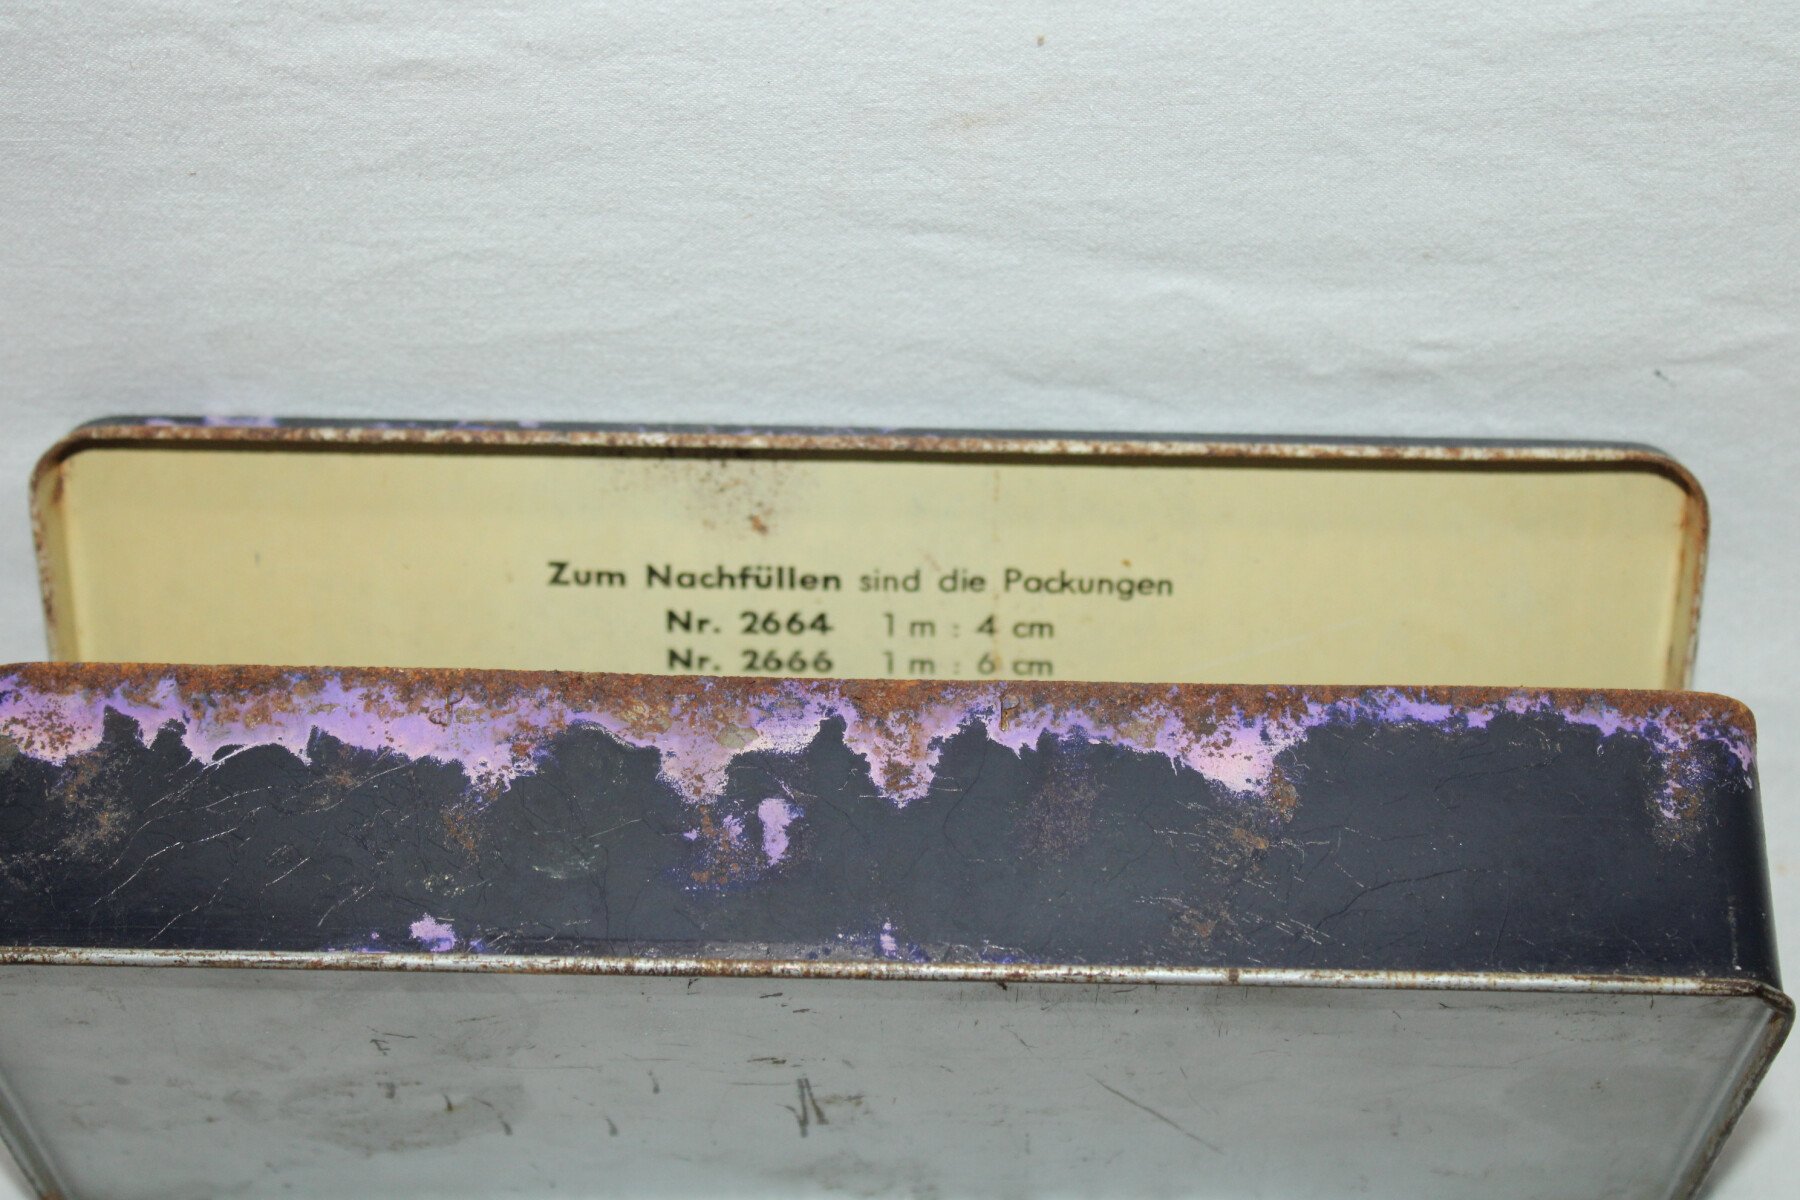 Zum Nachfüllen sind die Packungen
Nr. 2664 1 m : 4 cm
Nr. 2666 1 m : 6 cm